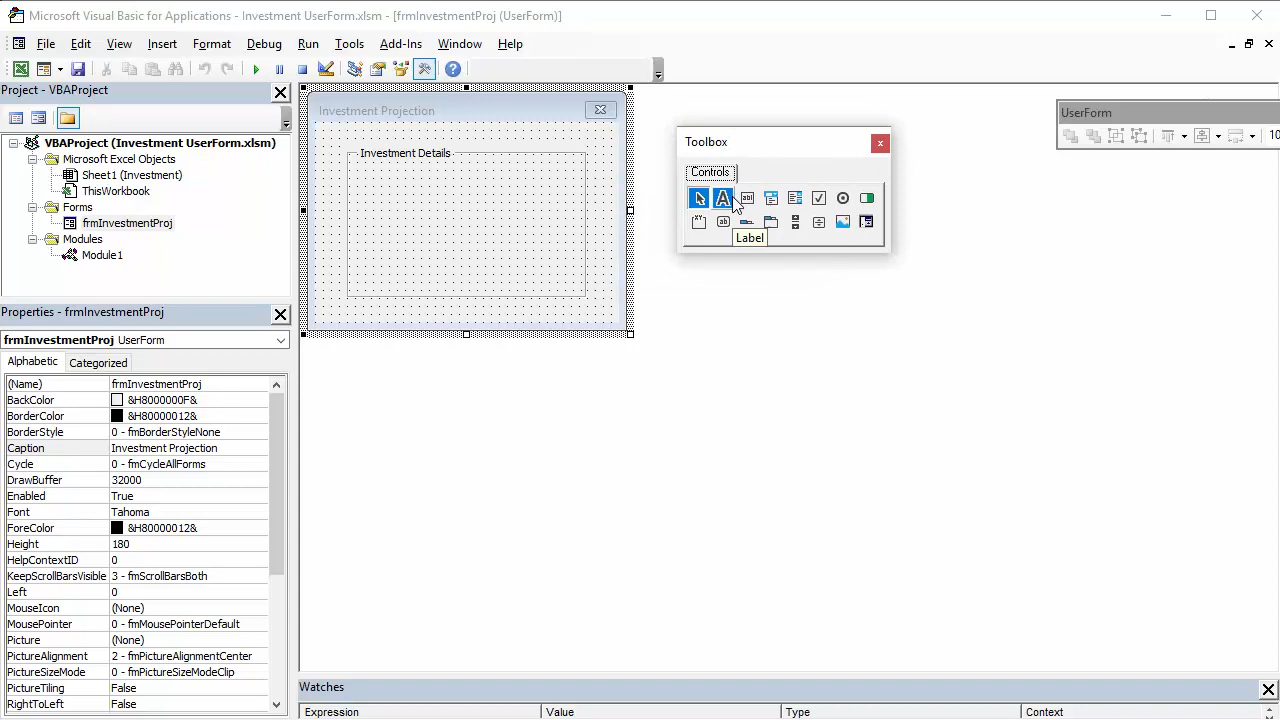 Microsoft Visual Basic for Applications - Investment UserForm.xlsm - [frmInvestmentProj (UserForm)]
File Edit View Insert Format Debug Run Tools Add-Ins Window Help
Project - VBAProject
VBAProject (Investment UserForm.xlsm)
Microsoft Excel Objects
Sheet1 (Investment)
ThisWorkbook
Forms
frmInvestmentProj
Modules
Module1
Properties - frmInvestmentProj
frmInvestmentProj UserForm
Alphabetic Categorized
(Name) frmInvestmentProj
BackColor &H8000000F&
BorderColor &H80000012&
BorderStyle 0 - fmBorderStyleNone
Caption Investment Projection
Cycle 0 - fmCycleAllForms
DrawBuffer 32000
Enabled True
Font Tahoma
ForeColor &H80000012&
Height 180
HelpContextID 0
KeepScrollBarsVisible 3 - fmScrollBarsBoth
Left 0
MouseIcon (None)
MousePointer 0 - fmMousePointerDefault
Picture (None)
PictureAlignment 2 - fmPictureAlignmentCenter
PictureSizeMode 0 - fmPictureSizeModeClip
PictureTiling False
RightToLeft False
Investment Projection
Investment Details
Toolbox
Controls
A abl
XY ab
Label
UserForm
10
Watches
Expression Value Type Context